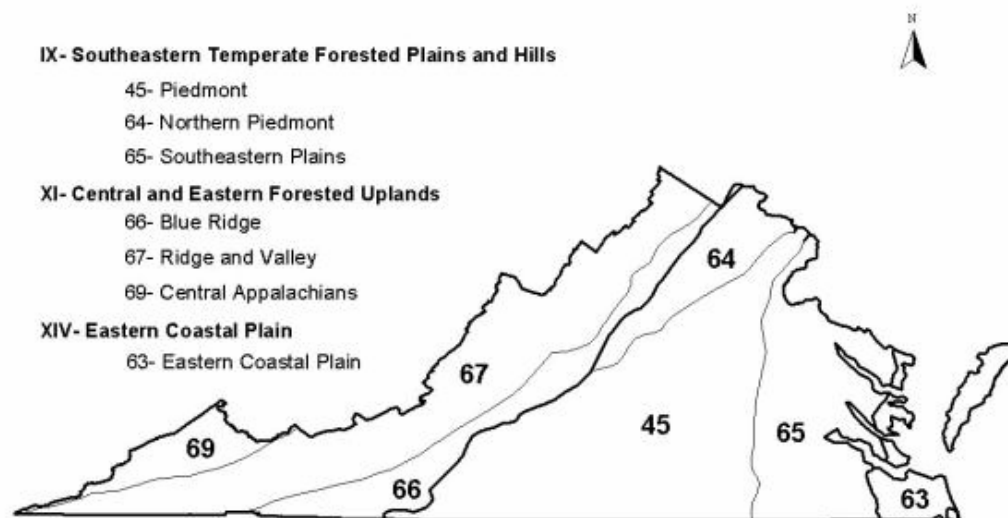 N
IX- Southeastern Temperate Forested Plains and Hills
45- Piedmont
64- Northern Piedmont
65- Southeastern Plains
XI- Central and Eastern Forested Uplands
66- Blue Ridge
67- Ridge and Valley
69- Central Appalachians
XIV- Eastern Coastal Plain
63- Eastern Coastal Plain
64
67
45
65
69
66
63